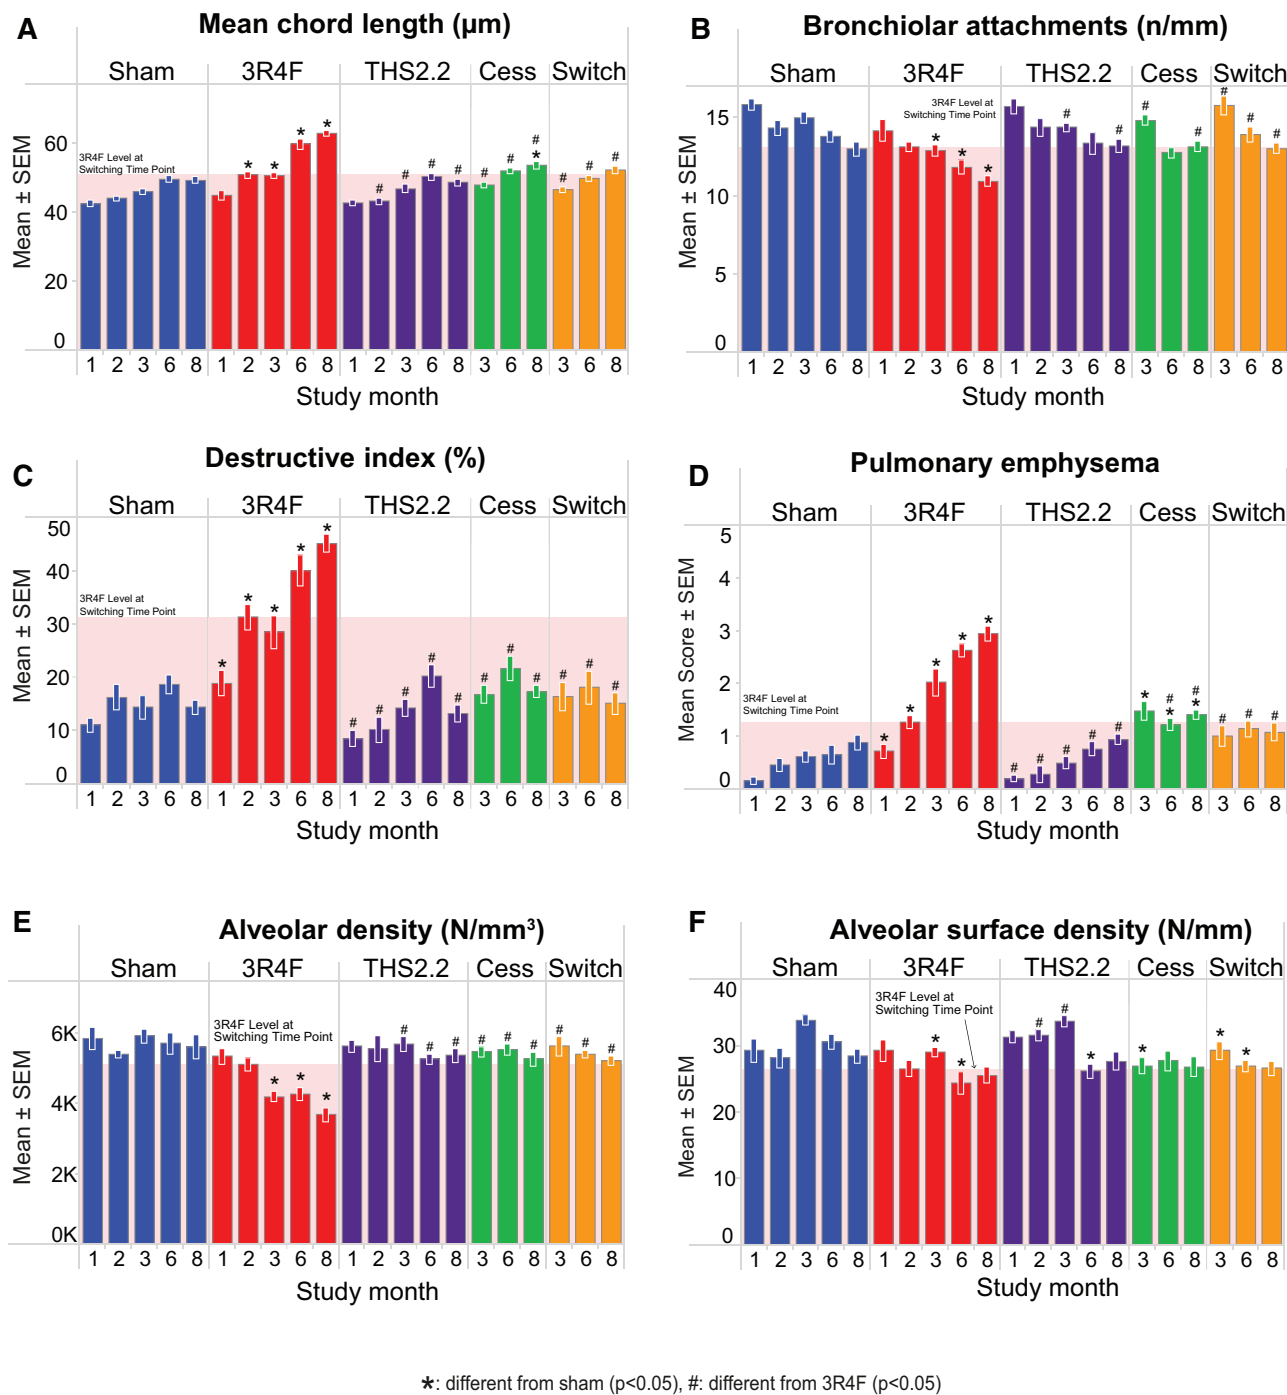 A
Mean chord length (µm)
Sham 3R4F THS2.2 Cess Switch
Mean ± SEM
60
40
20
0
3R4F Level at
Switching Time Point
* * * * # # # # # # # * # # #
1 2 3 6 8 1 2 3 6 8 1 2 3 6 8 3 6 8 3 6 8
Study month
B
Bronchiolar attachments (n/mm)
Sham 3R4F THS2.2 Cess Switch
Mean ± SEM
15
10
5
0
3R4F Level at
Switching Time Point
* * * # # # # # # #
1 2 3 6 8 1 2 3 6 8 1 2 3 6 8 3 6 8 3 6 8
Study month
C
Destructive index (%)
Sham 3R4F THS2.2 Cess Switch
Mean ± SEM
50
40
30
20
10
0
3R4F Level at
Switching Time Point
* * * * * # # # # # # # # # # #
1 2 3 6 8 1 2 3 6 8 1 2 3 6 8 3 6 8 3 6 8
Study month
D
Pulmonary emphysema
Sham 3R4F THS2.2 Cess Switch
Mean Score ± SEM
5
4
3
2
1
0
3R4F Level at
Switching Time Point
* * * * * # # # # # * # * # * # # #
1 2 3 6 8 1 2 3 6 8 1 2 3 6 8 3 6 8 3 6 8
Study month
E
Alveolar density (N/mm³)
Sham 3R4F THS2.2 Cess Switch
Mean ± SEM
6K
4K
2K
0K
3R4F Level at
Switching Time Point
* * * # # # # # # # # #
1 2 3 6 8 1 2 3 6 8 1 2 3 6 8 3 6 8 3 6 8
Study month
F
Alveolar surface density (N/mm)
Sham 3R4F THS2.2 Cess Switch
Mean ± SEM
40
30
20
10
0
3R4F Level at
Switching Time Point
* * # # * * * *
1 2 3 6 8 1 2 3 6 8 1 2 3 6 8 3 6 8 3 6 8
Study month
*: different from sham (p<0.05), #: different from 3R4F (p<0.05)